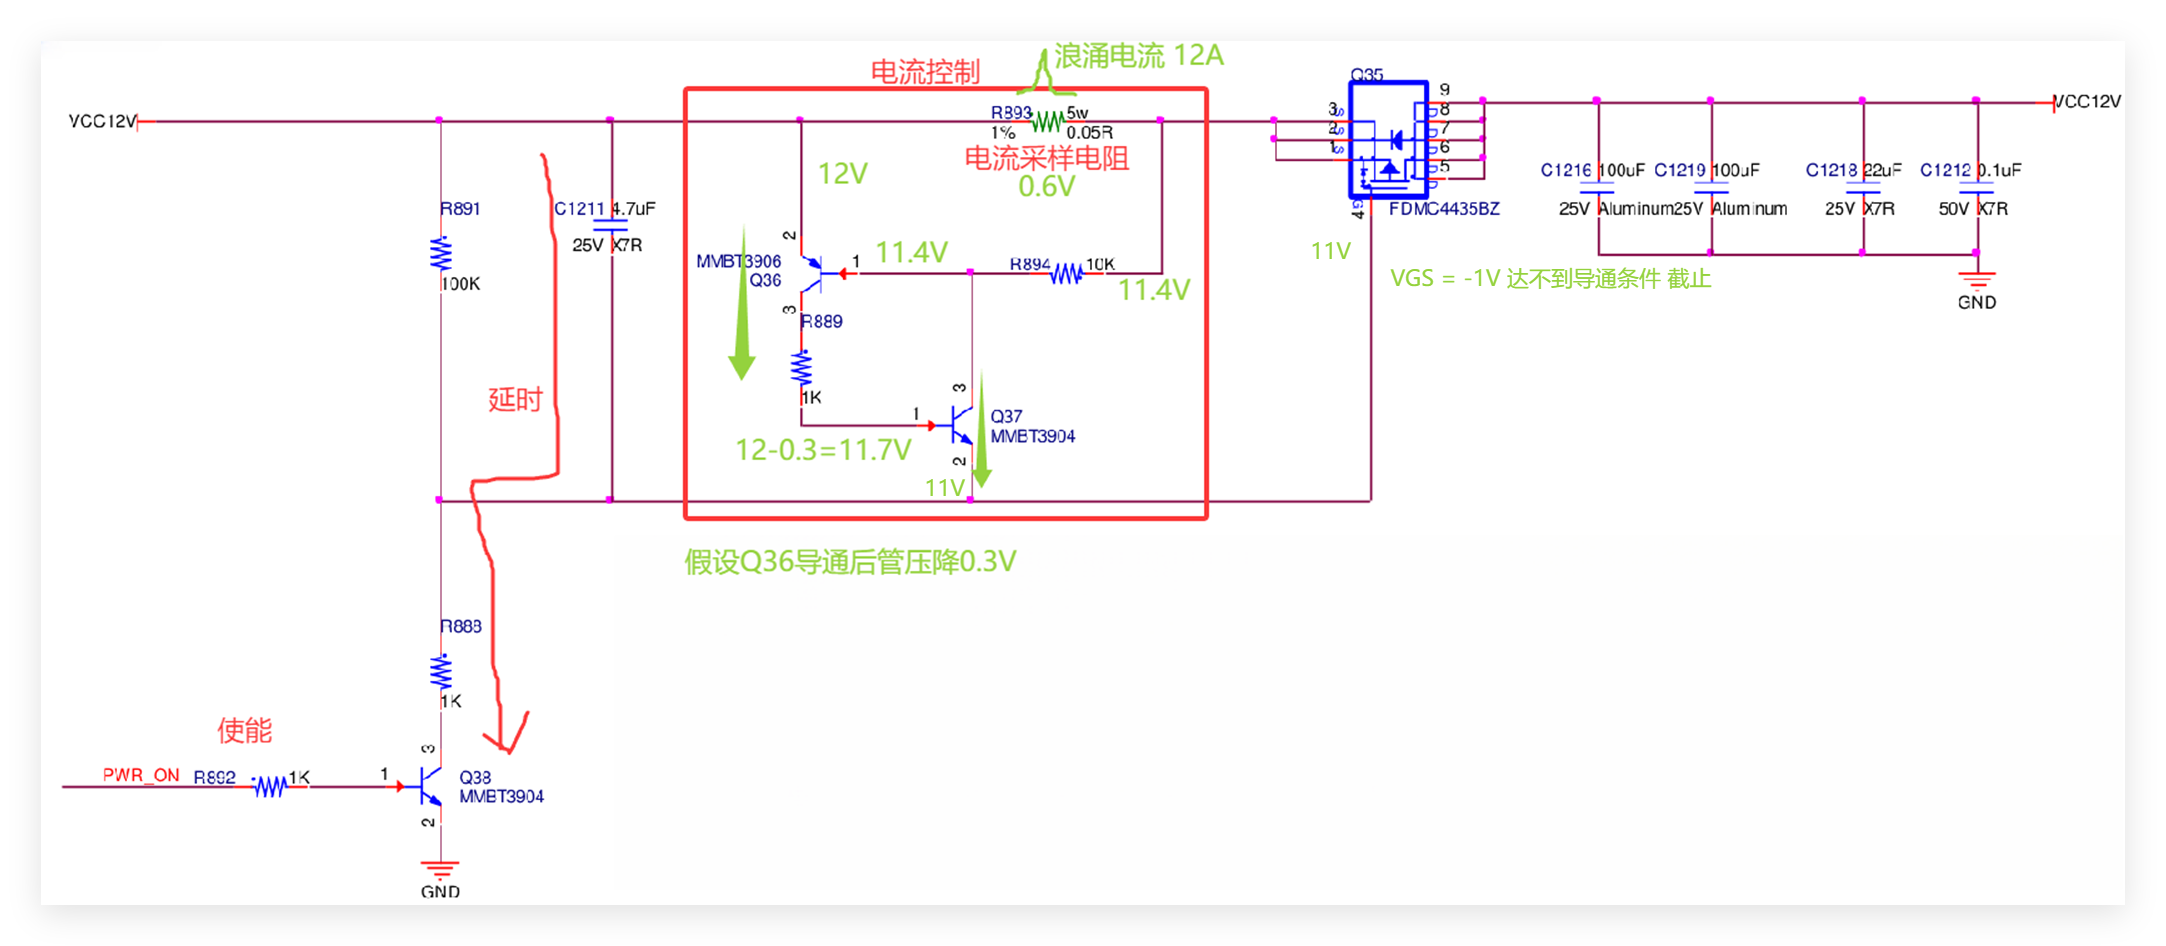 浪涌电流 12A
电流控制
Q35
9
VCC12V
R893
5w
3
S
D
8
VCC12V
1%
0.05R
2
S
D
7
电流采样电阻
1
S
D
6
12V
0.6V
D
5
C1216
100uF
C1219
100uF
C1218
22uF
C1212
0.1uF
R891
C1211
4.7uF
G
4
D
FDMC4435BZ
25V
Aluminum
25V
Aluminum
25V
X7R
50V
X7R
25V
X7R
2
11.4V
11V
MMBT3906
1
R894
10K
Q36
VGS = -1V 达不到导通条件 截止
100K
11.4V
GND
3
R889
延时
1K
3
1
Q37
MMBT3904
12-0.3=11.7V
2
11V
假设Q36导通后管压降0.3V
R888
1K
使能
3
PWR_ON
R892
1K
1
Q38
MMBT3904
2
GND